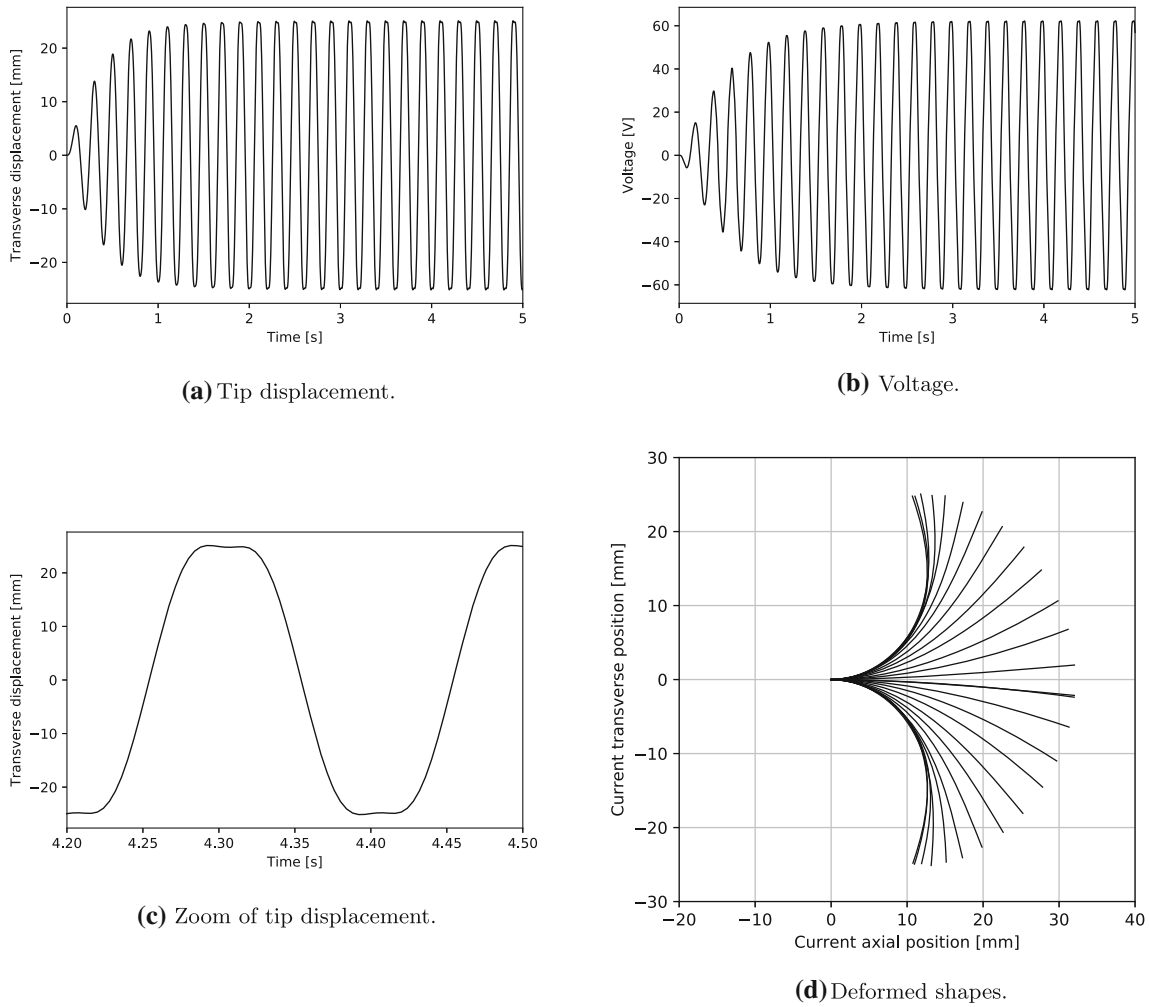 Transverse displacement [mm]
20
10
0
−10
−20
0 1 2 3 4 5
Time [s]
(a) Tip displacement.
Voltage [V]
60
40
20
0
−20
−40
−60
0 1 2 3 4 5
Time [s]
(b) Voltage.
Transverse displacement [mm]
20
10
0
−10
−20
4.20 4.25 4.30 4.35 4.40 4.45 4.50
Time [s]
(c) Zoom of tip displacement.
Current transverse position [mm]
30
20
10
0
−10
−20
−30
−20 −10 0 10 20 30 40
Current axial position [mm]
(d) Deformed shapes.